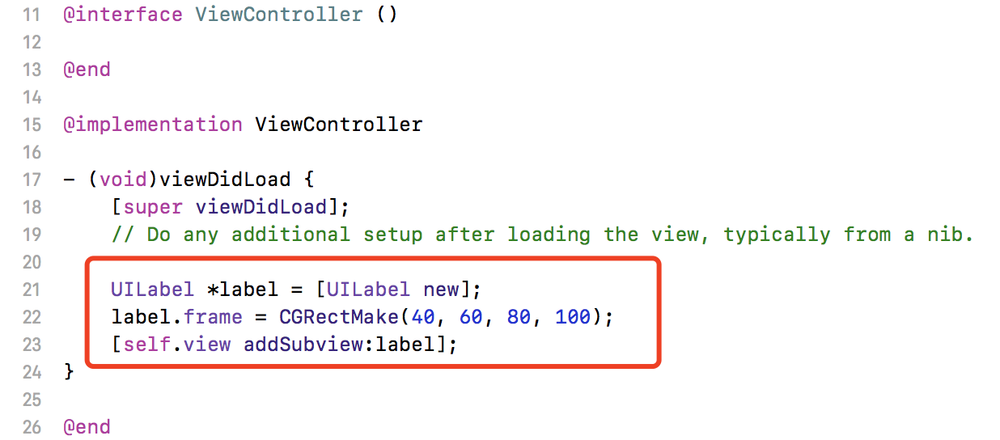 11 @interface ViewController ()
12
13 @end
14
15 @implementation ViewController
16
17 - (void)viewDidLoad {
18     [super viewDidLoad];
19     // Do any additional setup after loading the view, typically from a nib.
20
21     UILabel *label = [UILabel new];
22     label.frame = CGRectMake(40, 60, 80, 100);
23     [self.view addSubview:label];
24 }
25
26 @end